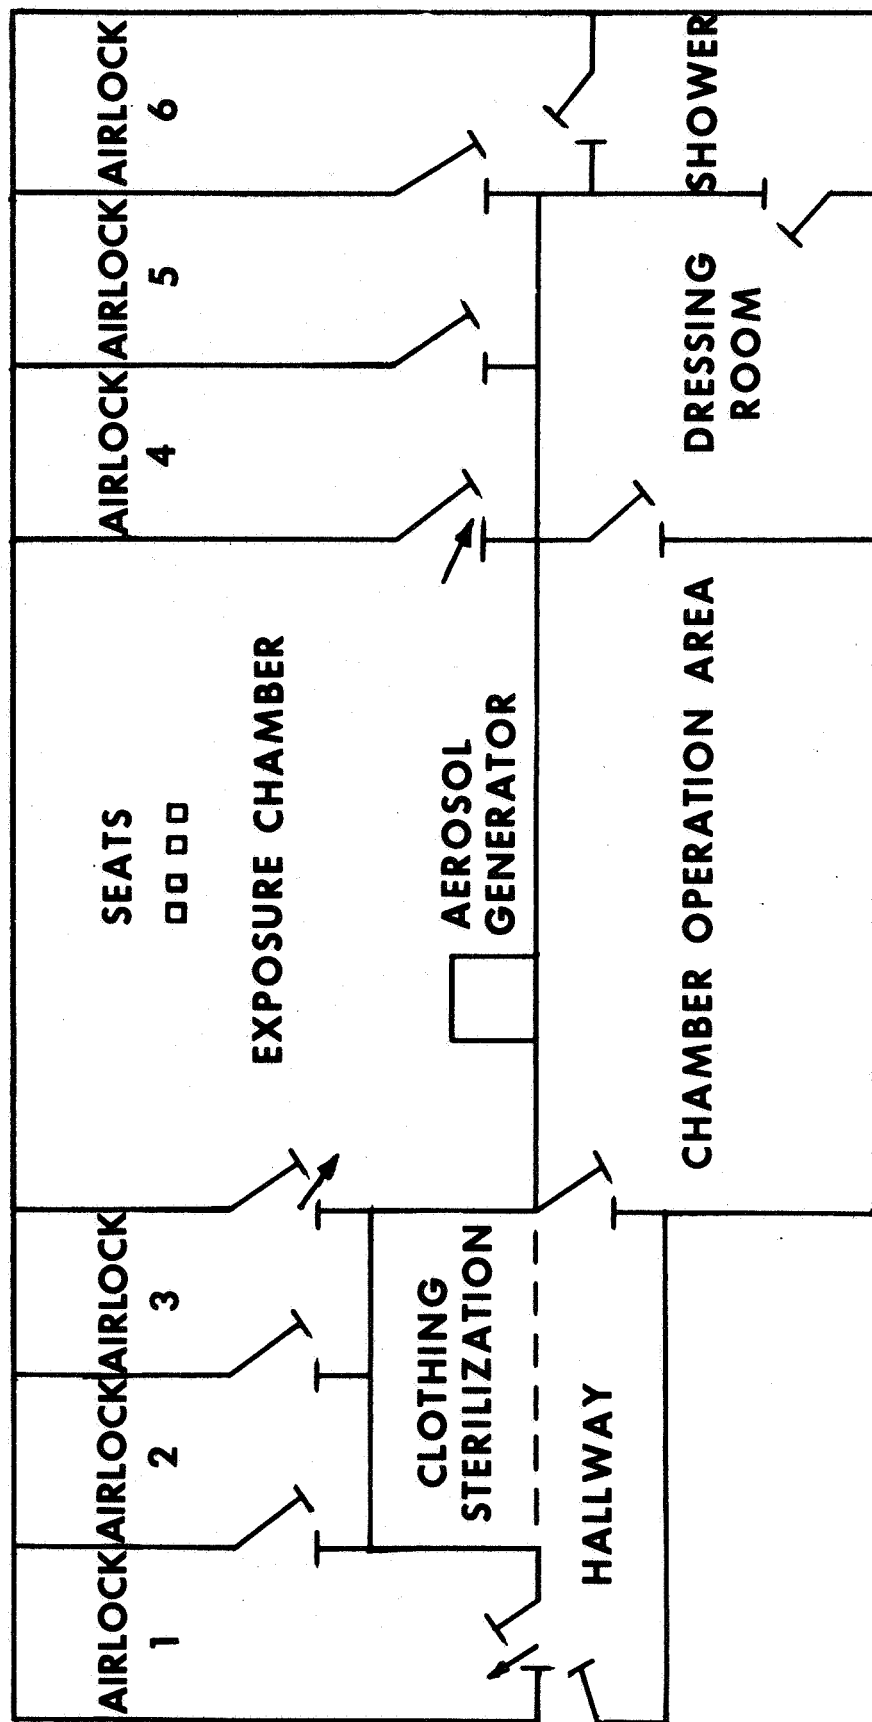 AIRLOCK
1
AIRLOCK
2
AIRLOCK
3
SEATS
EXPOSURE CHAMBER
AEROSOL
GENERATOR
AIRLOCK
4
AIRLOCK
5
AIRLOCK
6
CLOTHING
STERILIZATION
HALLWAY
CHAMBER OPERATION AREA
DRESSING
ROOM
SHOWER